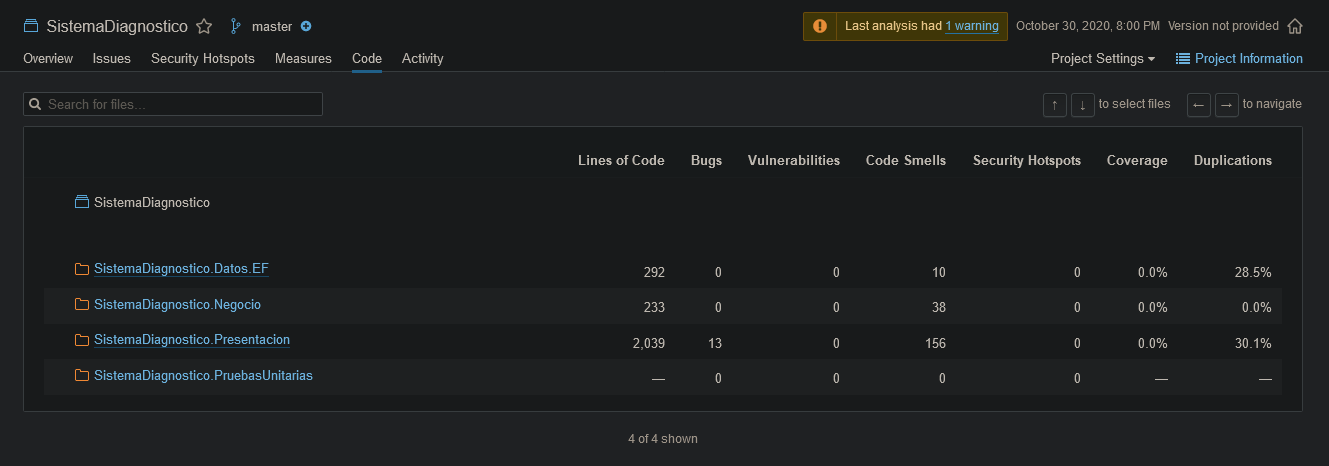 SistemaDiagnostico master Last analysis had 1 warning October 30, 2020, 8:00 PM Version not provided
Overview Issues Security Hotspots Measures Code Activity Project Settings Project Information
Search for files... ↑ ↓ to select files ← → to navigate
Lines of Code Bugs Vulnerabilities Code Smells Security Hotspots Coverage Duplications
SistemaDiagnostico
SistemaDiagnostico.Datos.EF 292 0 0 10 0 0.0% 28.5%
SistemaDiagnostico.Negocio 233 0 0 38 0 0.0% 0.0%
SistemaDiagnostico.Presentacion 2,039 13 0 156 0 0.0% 30.1%
SistemaDiagnostico.PruebasUnitarias — 0 0 0 0 — —
4 of 4 shown